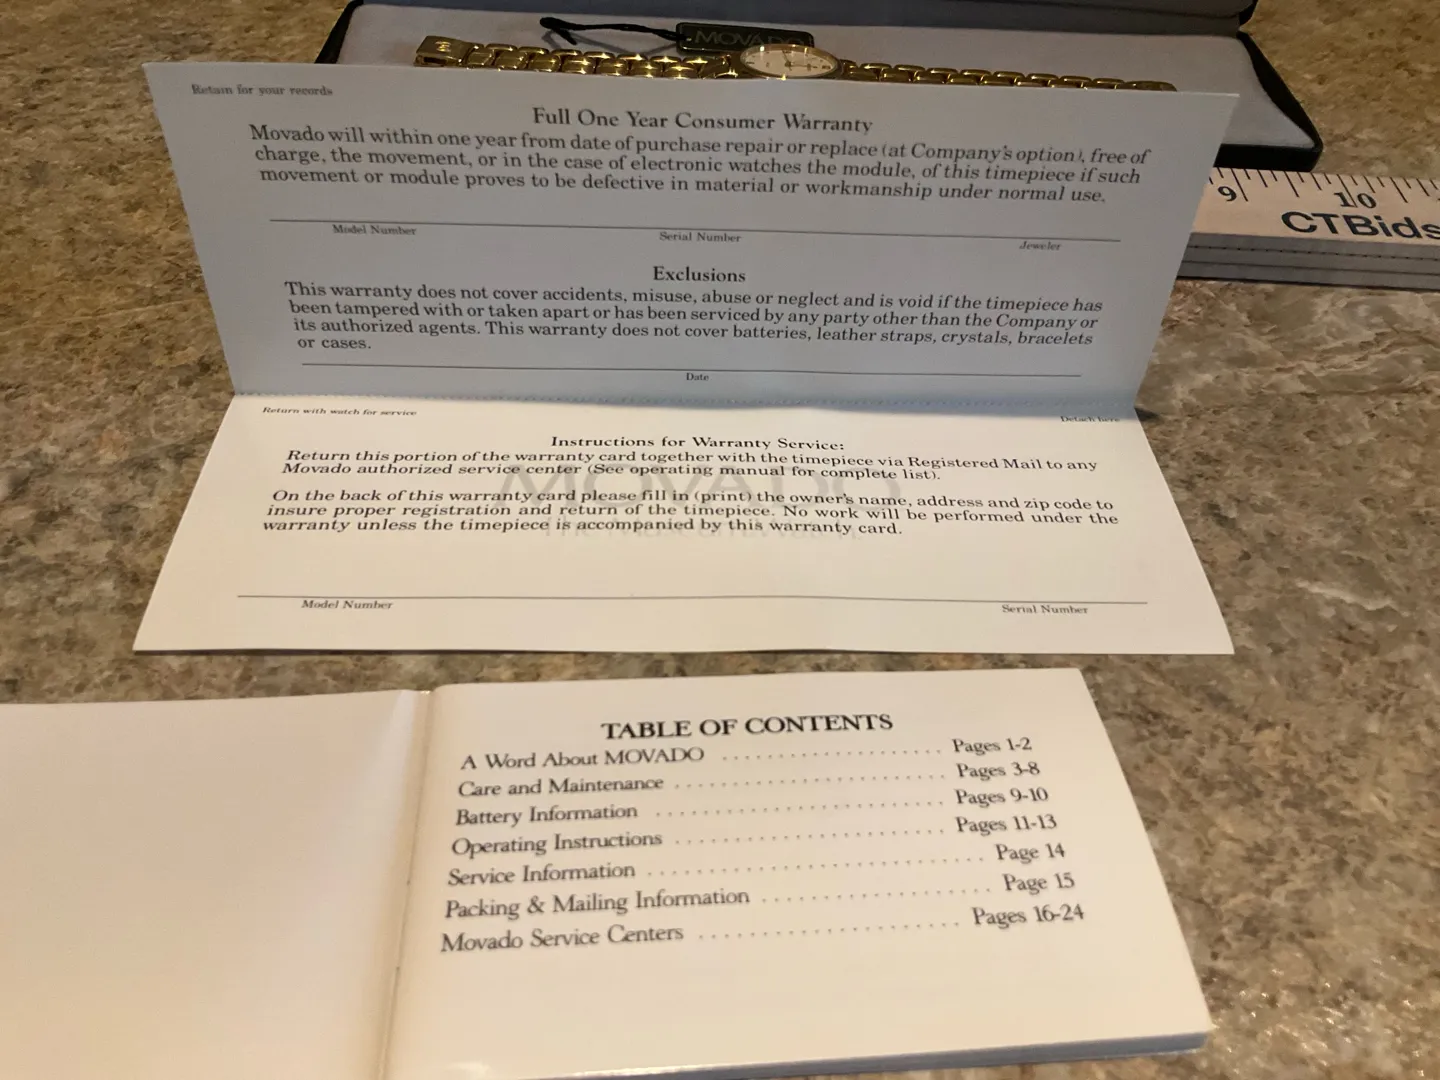 MOVADO
Retain for your records
Full One Year Consumer Warranty
Movado will within one year from date of purchase repair or replace (at Company's option), free of
charge, the movement, or in the case of electronic watches the module, of this timepiece if such
movement or module proves to be defective in material or workmanship under normal use.
Model Number Serial Number Jeweler
Exclusions
This warranty does not cover accidents, misuse, abuse or neglect and is void if the timepiece has
been tampered with or taken apart or has been serviced by any party other than the Company or
its authorized agents. This warranty does not cover batteries, leather straps, crystals, bracelets
or cases.
Date
9 10
CTBids
Return with watch for service Detach here
Instructions for Warranty Service:
Return this portion of the warranty card together with the timepiece via Registered Mail to any
Movado authorized service center (See operating manual for complete list).
On the back of this warranty card please fill in (print) the owner's name, address and zip code to
insure proper registration and return of the timepiece. No work will be performed under the
warranty unless the timepiece is accompanied by this warranty card.
Model Number Serial Number
TABLE OF CONTENTS
A Word About MOVADO .................... Pages 1-2
Care and Maintenance .................... Pages 3-8
Battery Information .................... Pages 9-10
Operating Instructions .................... Pages 11-13
Service Information .................... Page 14
Packing & Mailing Information .................... Page 15
Movado Service Centers .................... Pages 16-24